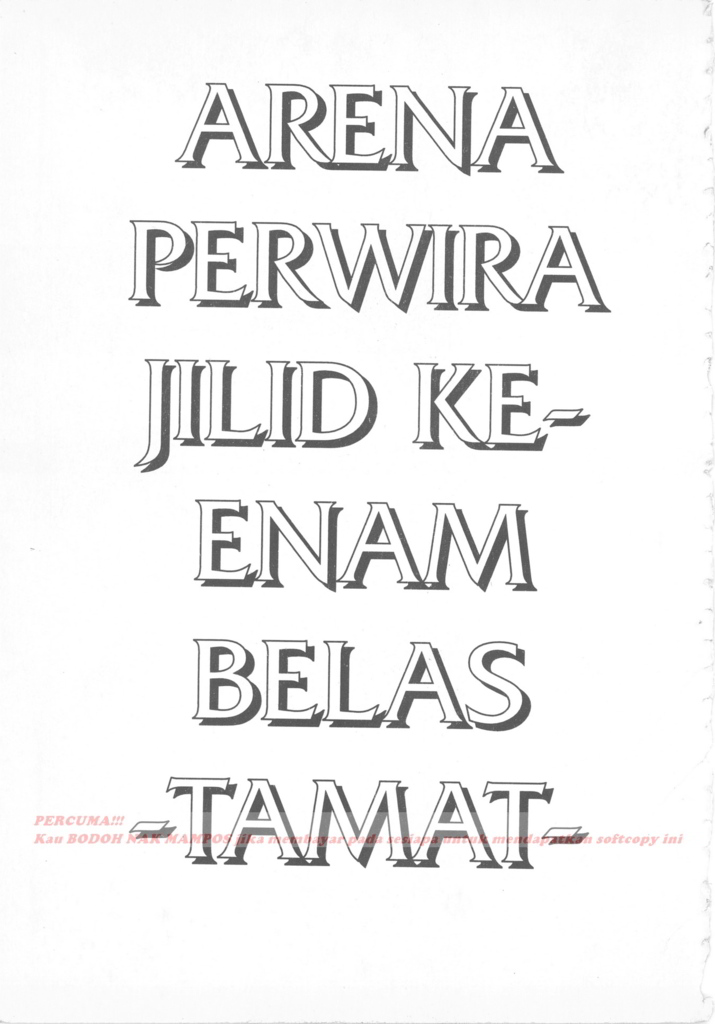 ARENA
PERWIRA
JILID KE-
ENAM
BELAS
-TAMAT-
PERCUMA!!!
Kau BODOH NAK MAMPOS jika membayar pada sesiapa untuk mendapatkan softcopy ini